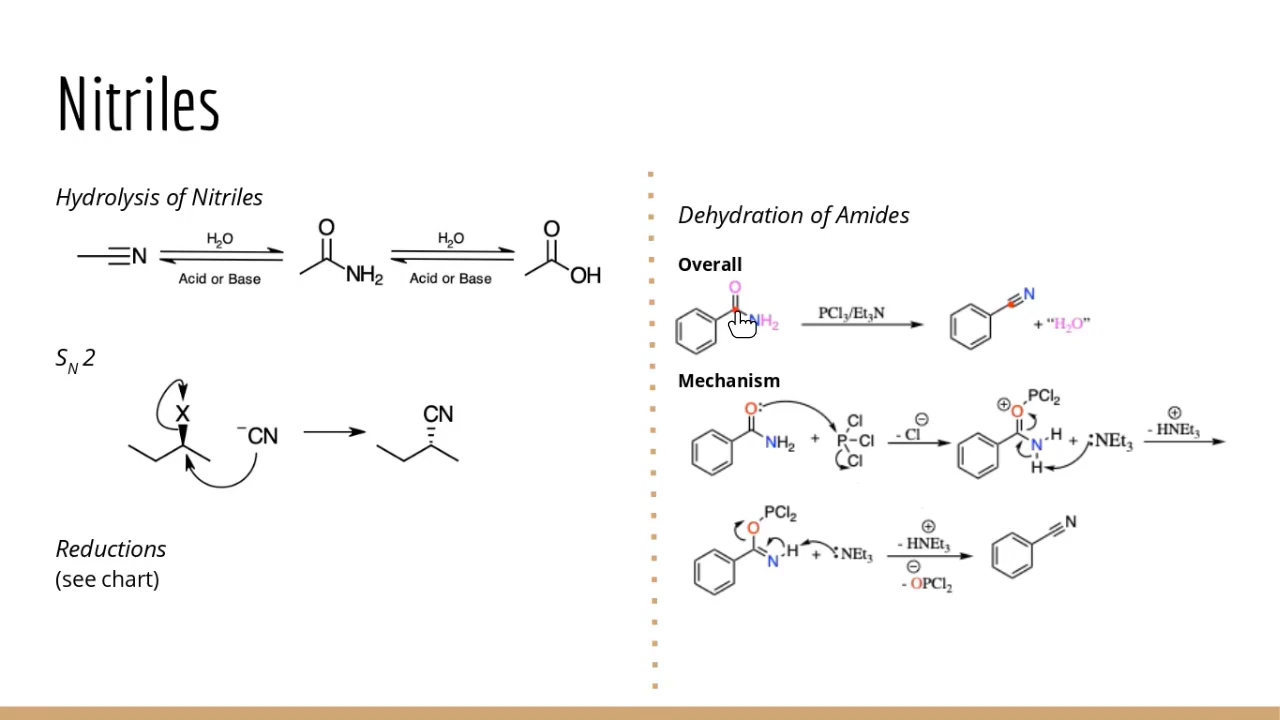 Nitriles
Hydrolysis of Nitriles
N
H₂O
Acid or Base
O
NH₂
H₂O
Acid or Base
O
OH
Sₙ2
X
⁻CN
CN
Reductions
(see chart)
Dehydration of Amides
Overall
O
NH₂
PCl₃/Et₃N
N
+ “H₂O”
Mechanism
O:
NH₂
+
Cl
P Cl
Cl
- Cl ⊖
⊕ O PCl₂
N H
H
+ :NEt₃
- HNEt₃ ⊕
PCl₂
O
N H
+ :NEt₃
- HNEt₃ ⊕
- OPCl₂ ⊖
N